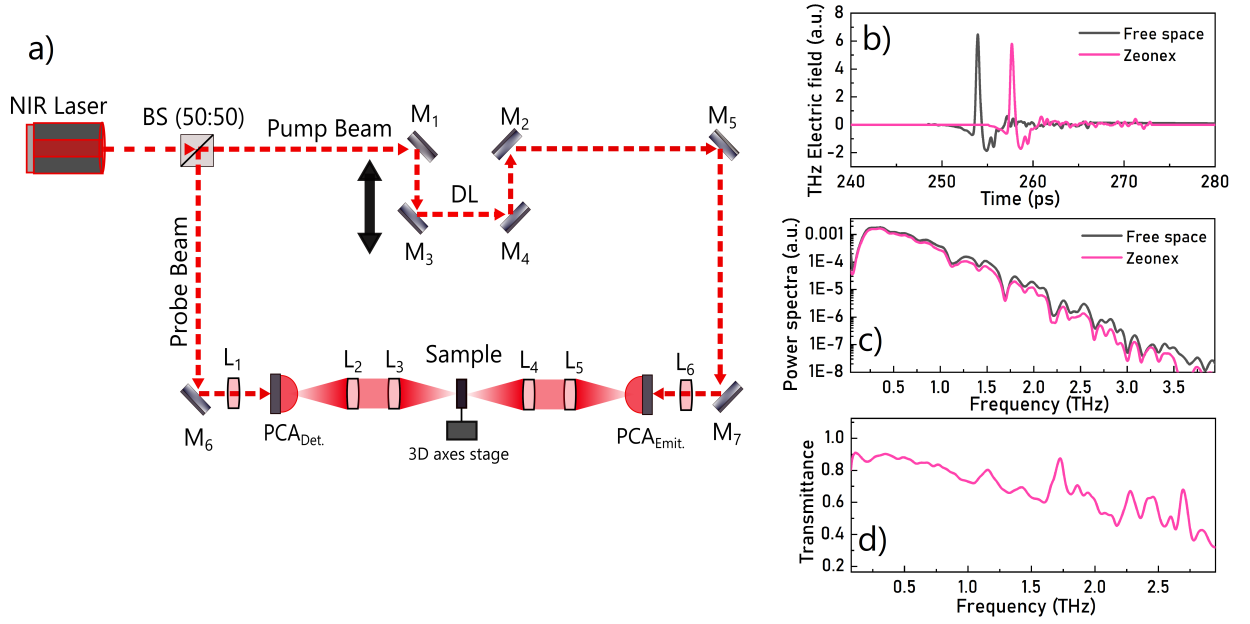 a)
NIR Laser
BS (50:50)
Pump Beam
M1
M2
M5
DL
M3
M4
Probe Beam
L1
L2
L3
Sample
L4
L5
L6
M6
PCADet.
3D axes stage
PCAEmit.
M7
b)
THz Electric field (a.u.)
8
6
4
2
0
-2
Free space
Zeonex
240
250
260
270
280
Time (ps)
c)
Power spectra (a.u.)
0.001
1E-4
1E-5
1E-6
1E-7
1E-8
Free space
Zeonex
0.5
1.0
1.5
2.0
2.5
3.0
3.5
Frequency (THz)
d)
Transmittance
1.0
0.8
0.6
0.4
0.2
0.5
1.0
1.5
2.0
2.5
Frequency (THz)